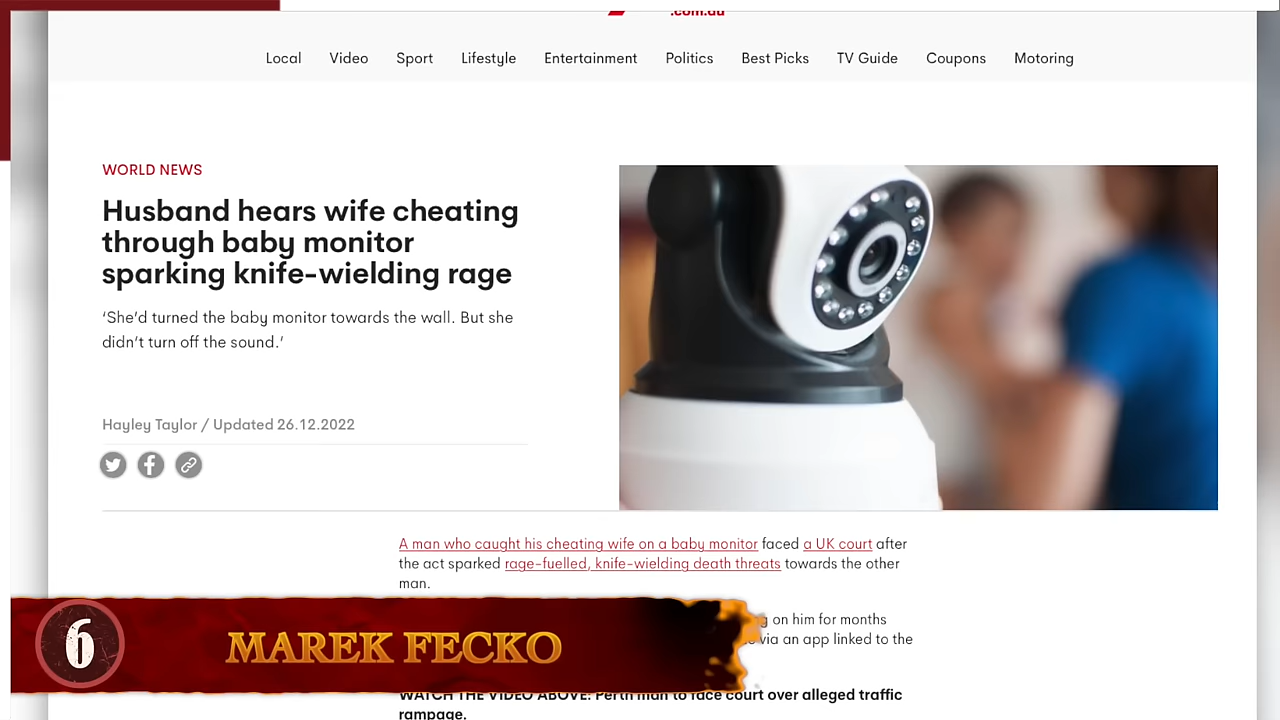 .com.au
Local Video Sport Lifestyle Entertainment Politics Best Picks TV Guide Coupons Motoring
WORLD NEWS
Husband hears wife cheating
through baby monitor
sparking knife-wielding rage
‘She’d turned the baby monitor towards the wall. But she
didn’t turn off the sound.’
Hayley Taylor / Updated 26.12.2022
A man who caught his cheating wife on a baby monitor faced a UK court after
the act sparked rage-fuelled, knife-wielding death threats towards the other
man.
on him for months
via an app linked to the
6
MAREK FECKO
WATCH THE VIDEO ABOVE: Perth man to face court over alleged traffic
rampage.